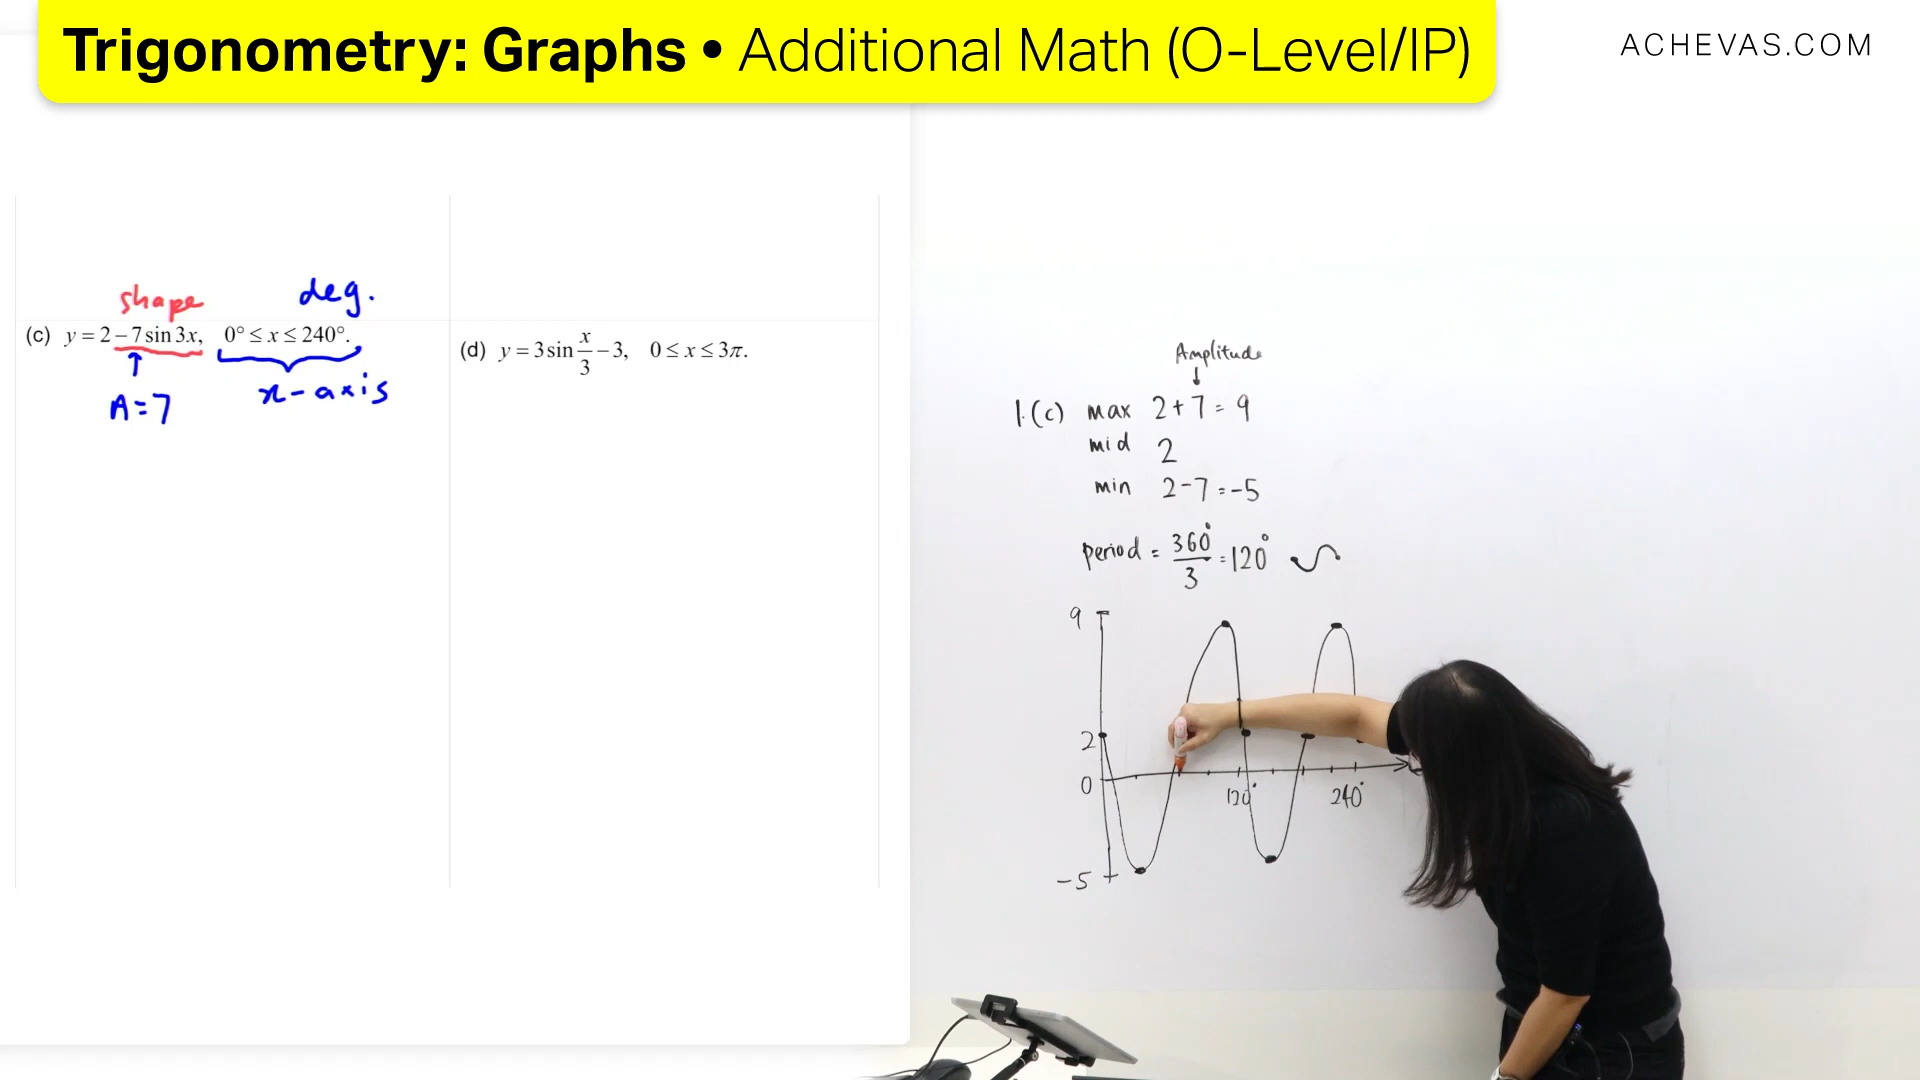 Trigonometry: Graphs • Additional Math (O-Level/IP)
ACHEVAS.COM
shape
deg.
(c) y = 2 − 7 sin 3x, 0° ≤ x ≤ 240°.
A = 7
x-axis
(d) y = 3 sin x/3 − 3, 0 ≤ x ≤ 3π.
Amplitude
1.(c) max 2 + 7 = 9
mid 2
min 2 - 7 = -5
period = 360°/3 = 120°
9
2
0
120°
240°
-5